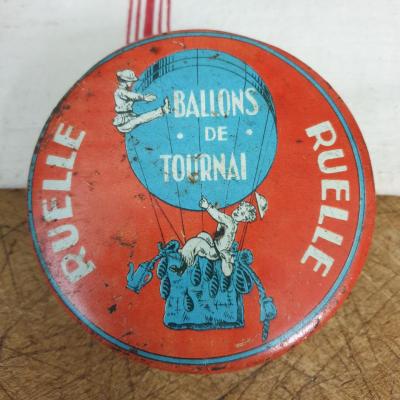 RUELLE
BALLONS
· DE ·
TOURNAI
RUELLE